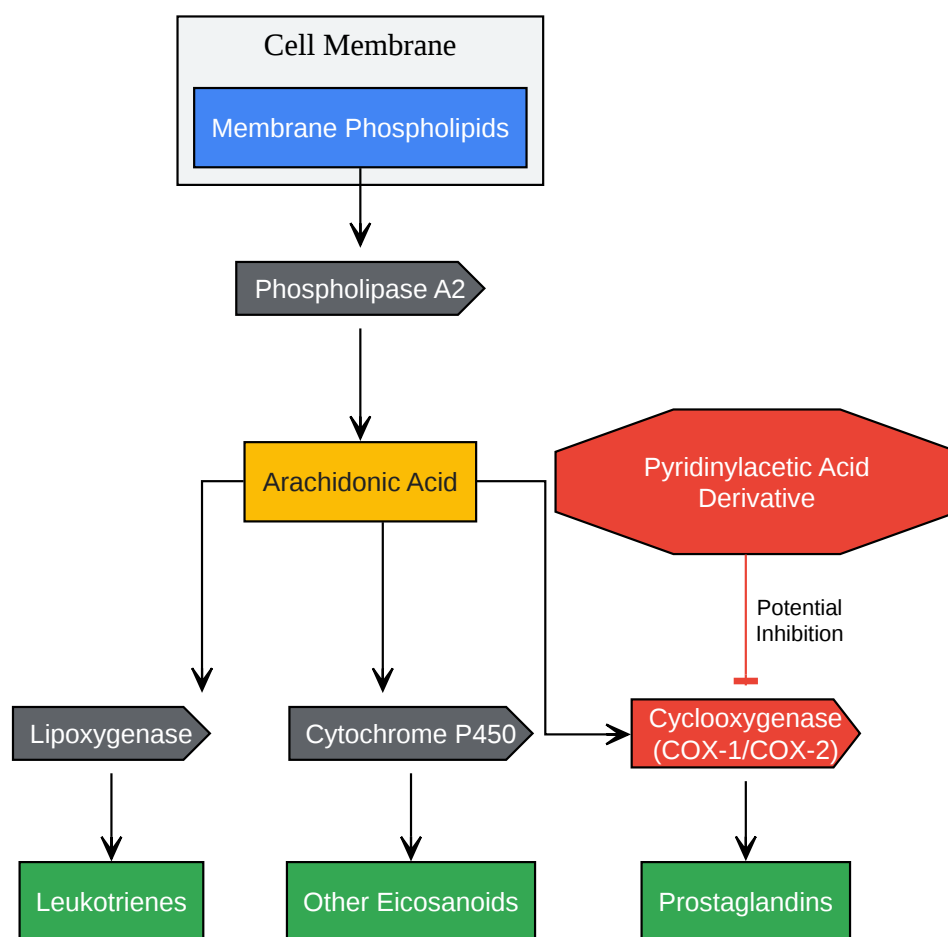 Cell Membrane
Membrane Phospholipids
Phospholipase A2
Arachidonic Acid
Pyridinylacetic Acid
Derivative
Potential
Inhibition
Lipoxygenase
Cytochrome P450
Cyclooxygenase
(COX-1/COX-2)
Leukotrienes
Other Eicosanoids
Prostaglandins